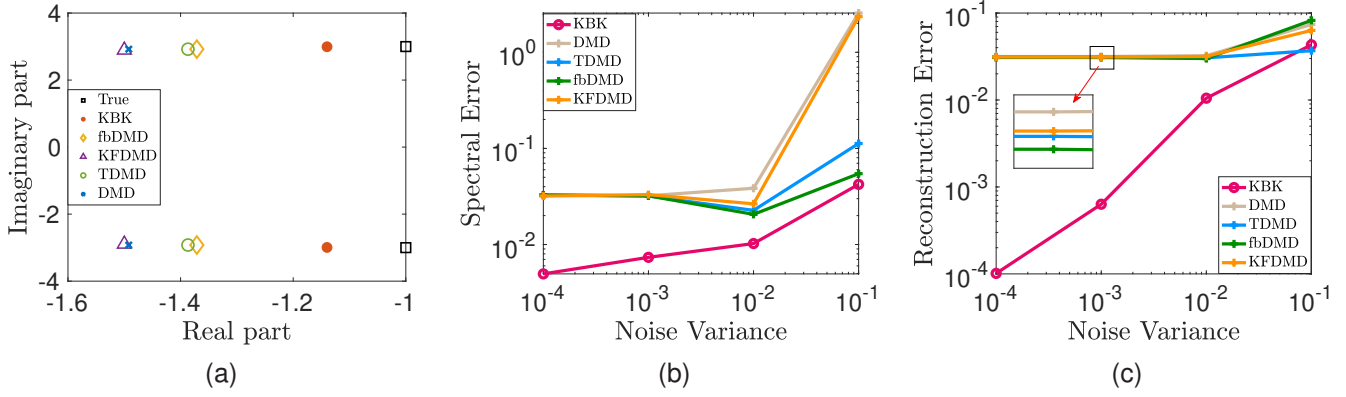 4
2
0
-2
-4
Imaginary part
True
KBK
fbDMD
KFDMD
TDMD
DMD
-1.6
-1.4
-1.2
-1
Real part
(a)
10^0
10^-1
10^-2
Spectral Error
KBK
DMD
TDMD
fbDMD
KFDMD
10^-4
10^-3
10^-2
10^-1
Noise Variance
(b)
10^-1
10^-2
10^-3
10^-4
Reconstruction Error
KBK
DMD
TDMD
fbDMD
KFDMD
10^-4
10^-3
10^-2
10^-1
Noise Variance
(c)